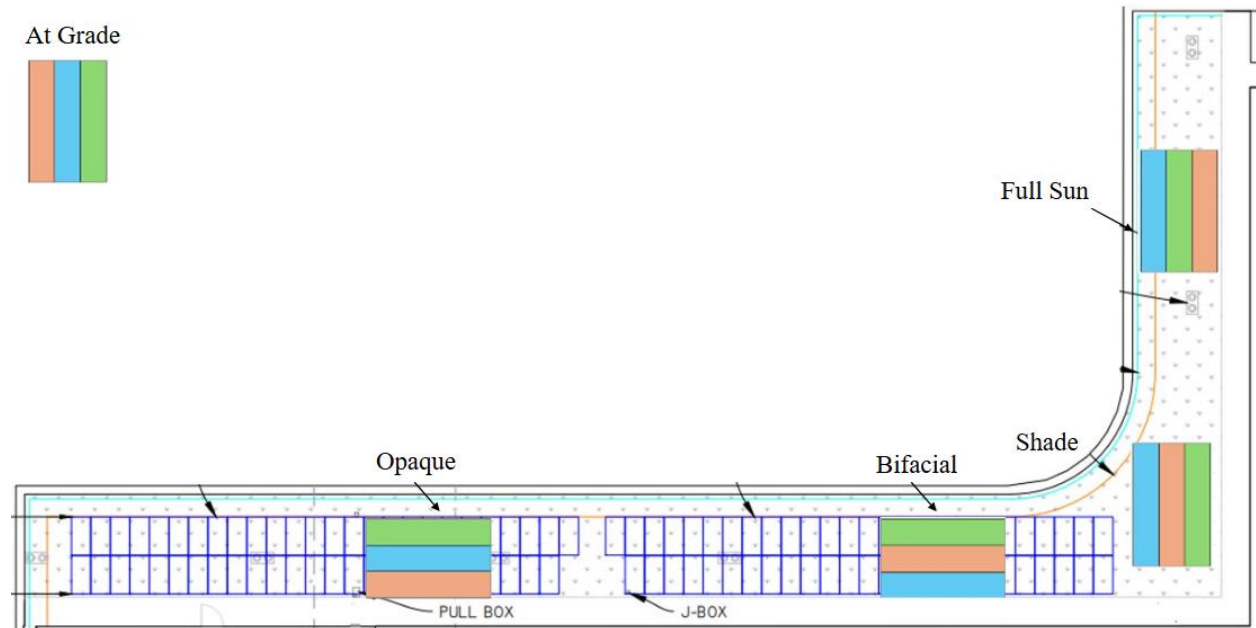 At Grade
Full Sun
Shade
Opaque
Bifacial
PULL BOX
J-BOX